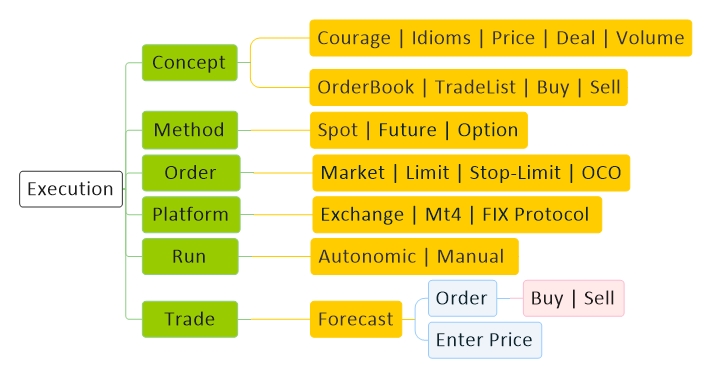 Courage | Idioms | Price | Deal | Volume
Concept
OrderBook | TradeList | Buy | Sell
Method
Spot | Future | Option
Order
Market | Limit | Stop-Limit | OCO
Execution
Platform
Exchange | Mt4 | FIX Protocol
Run
Autonomic | Manual
Trade
Forecast
Order
Buy | Sell
Enter Price